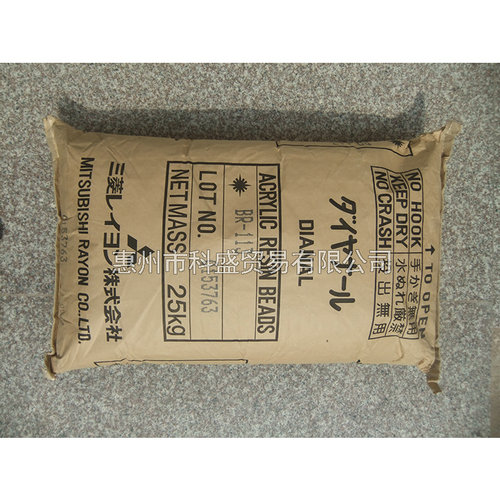 ↑ TO OPEN
NO HOOK 手かぎ無用
KEEP DRY 水ぬれ厳禁
NO CRASH 突出無用
ダイヤナール
DIANAL
ACRYLIC RESIN BEADS
LOT NO. 153763
NET MASS 25kg
三菱レイヨン株式会社
MITSUBISHI RAYON CO.,LTD.
惠州市科盛贸易有限公司